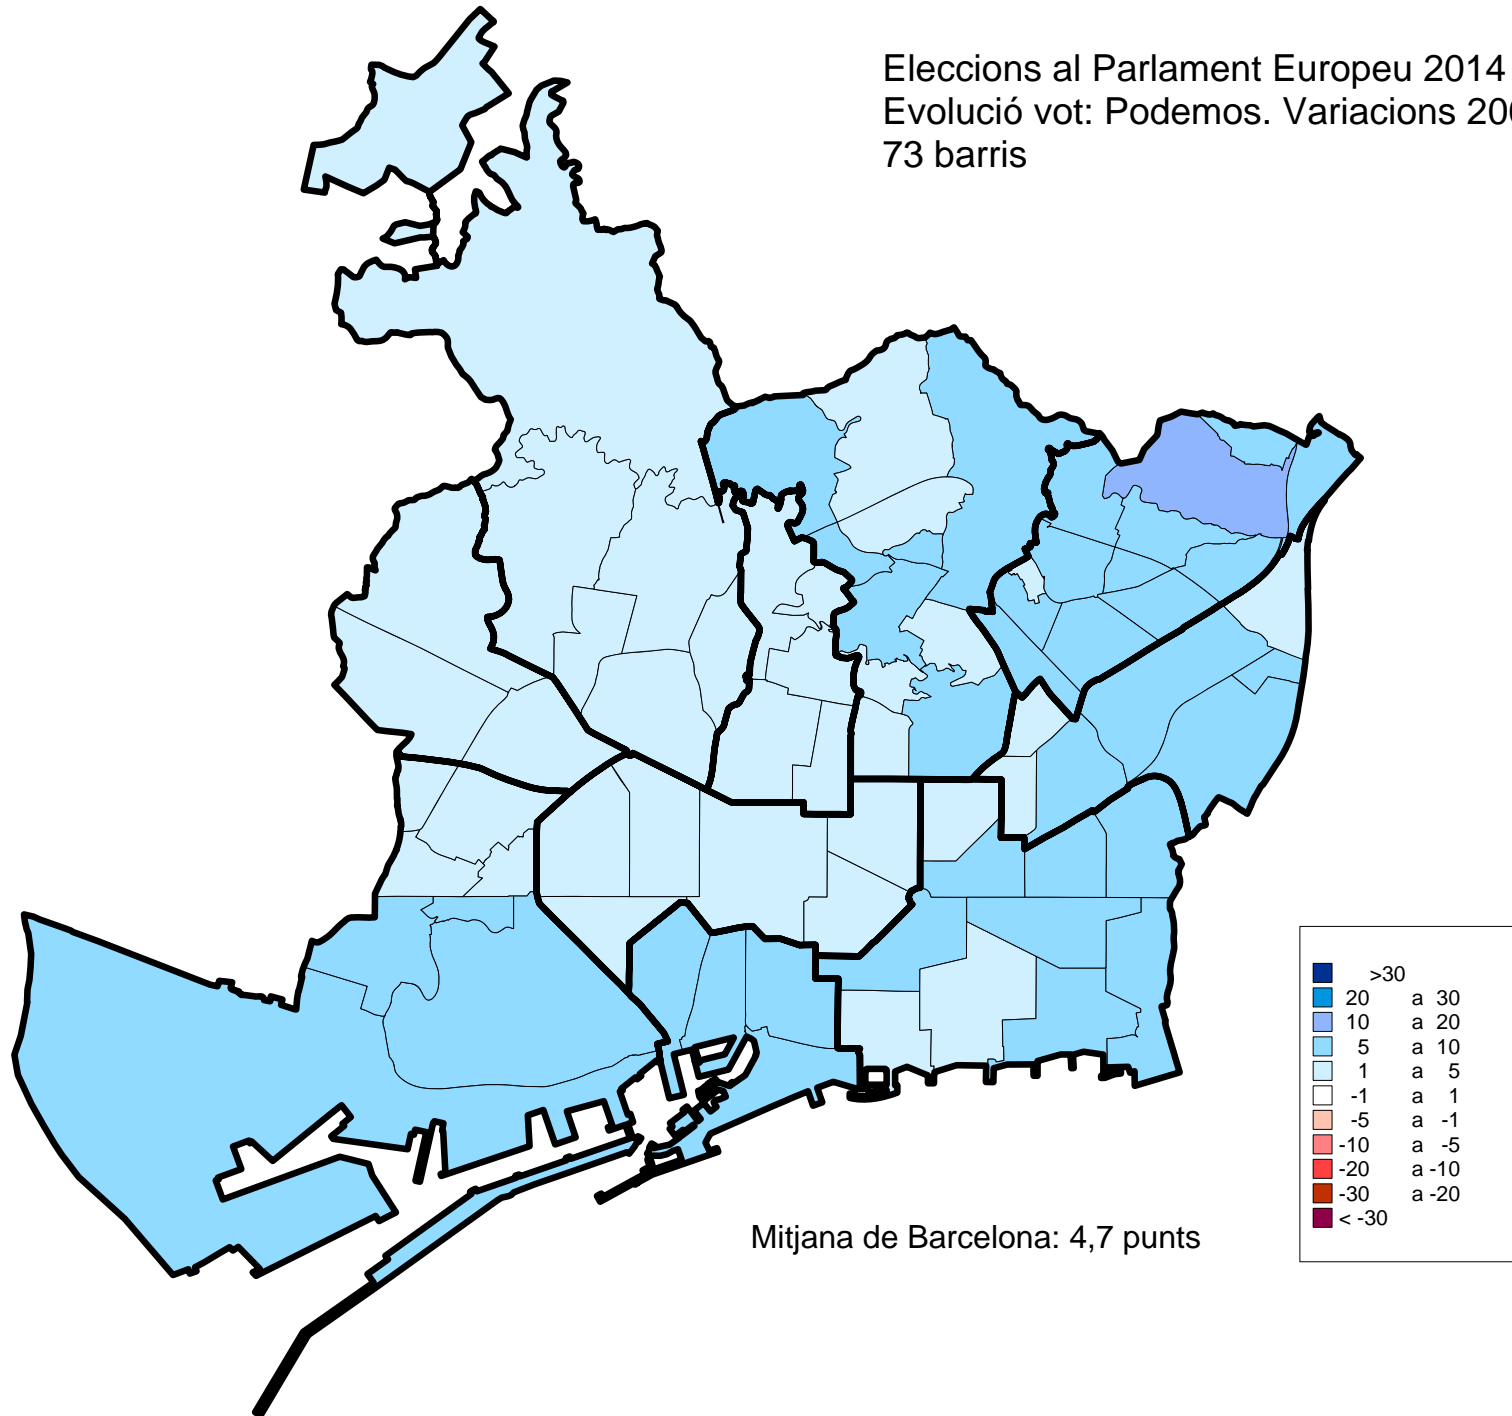 Eleccions al Parlament Europeu 2014
Evolució vot: Podemos. Variacions
73 barris
>30
20 a 30
10 a 20
5 a 10
1 a 5
-1 a 1
-5 a -1
-10 a -5
-20 a -10
-30 a -20
< -30
Mitjana de Barcelona: 4,7 punts